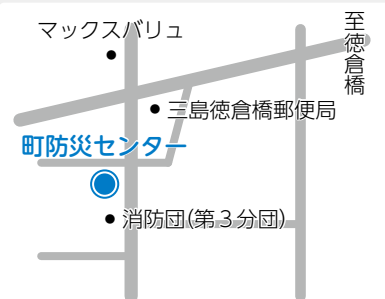 マックスバリュ
至徳倉橋
三島徳倉橋郵便局
町防災センター
消防団(第３分団)